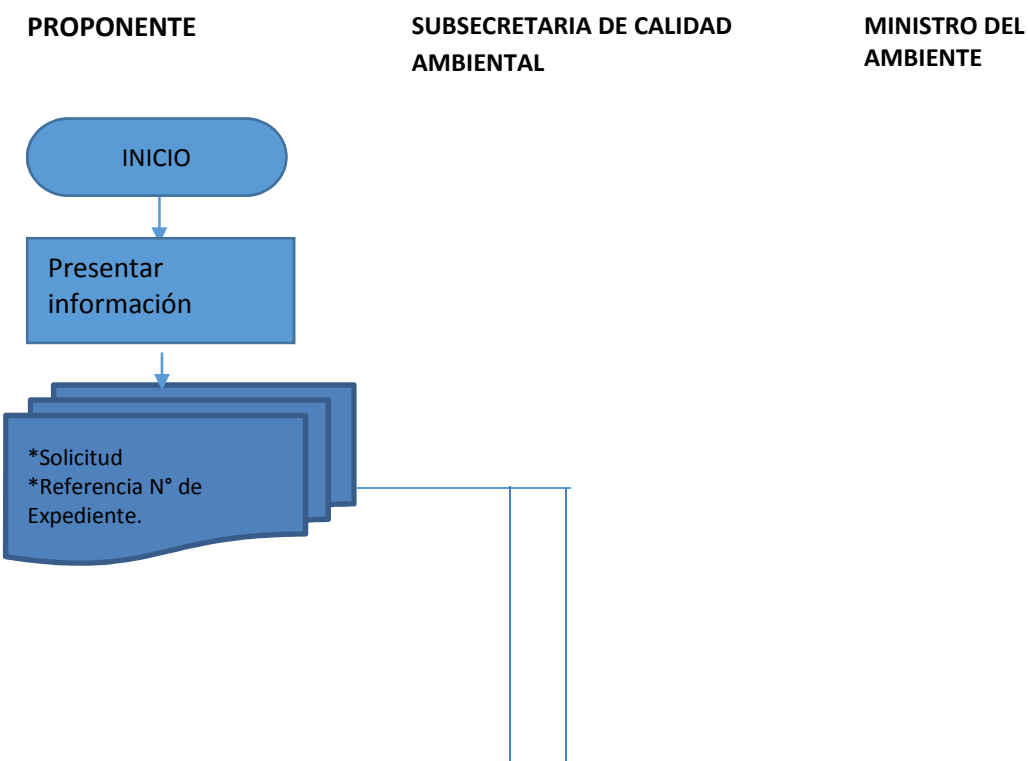 PROPONENTE
SUBSECRETARIA DE CALIDAD
AMBIENTAL
MINISTRO DEL
AMBIENTE
INICIO
Presentar
información
*Solicitud
*Referencia N° de
Expediente.